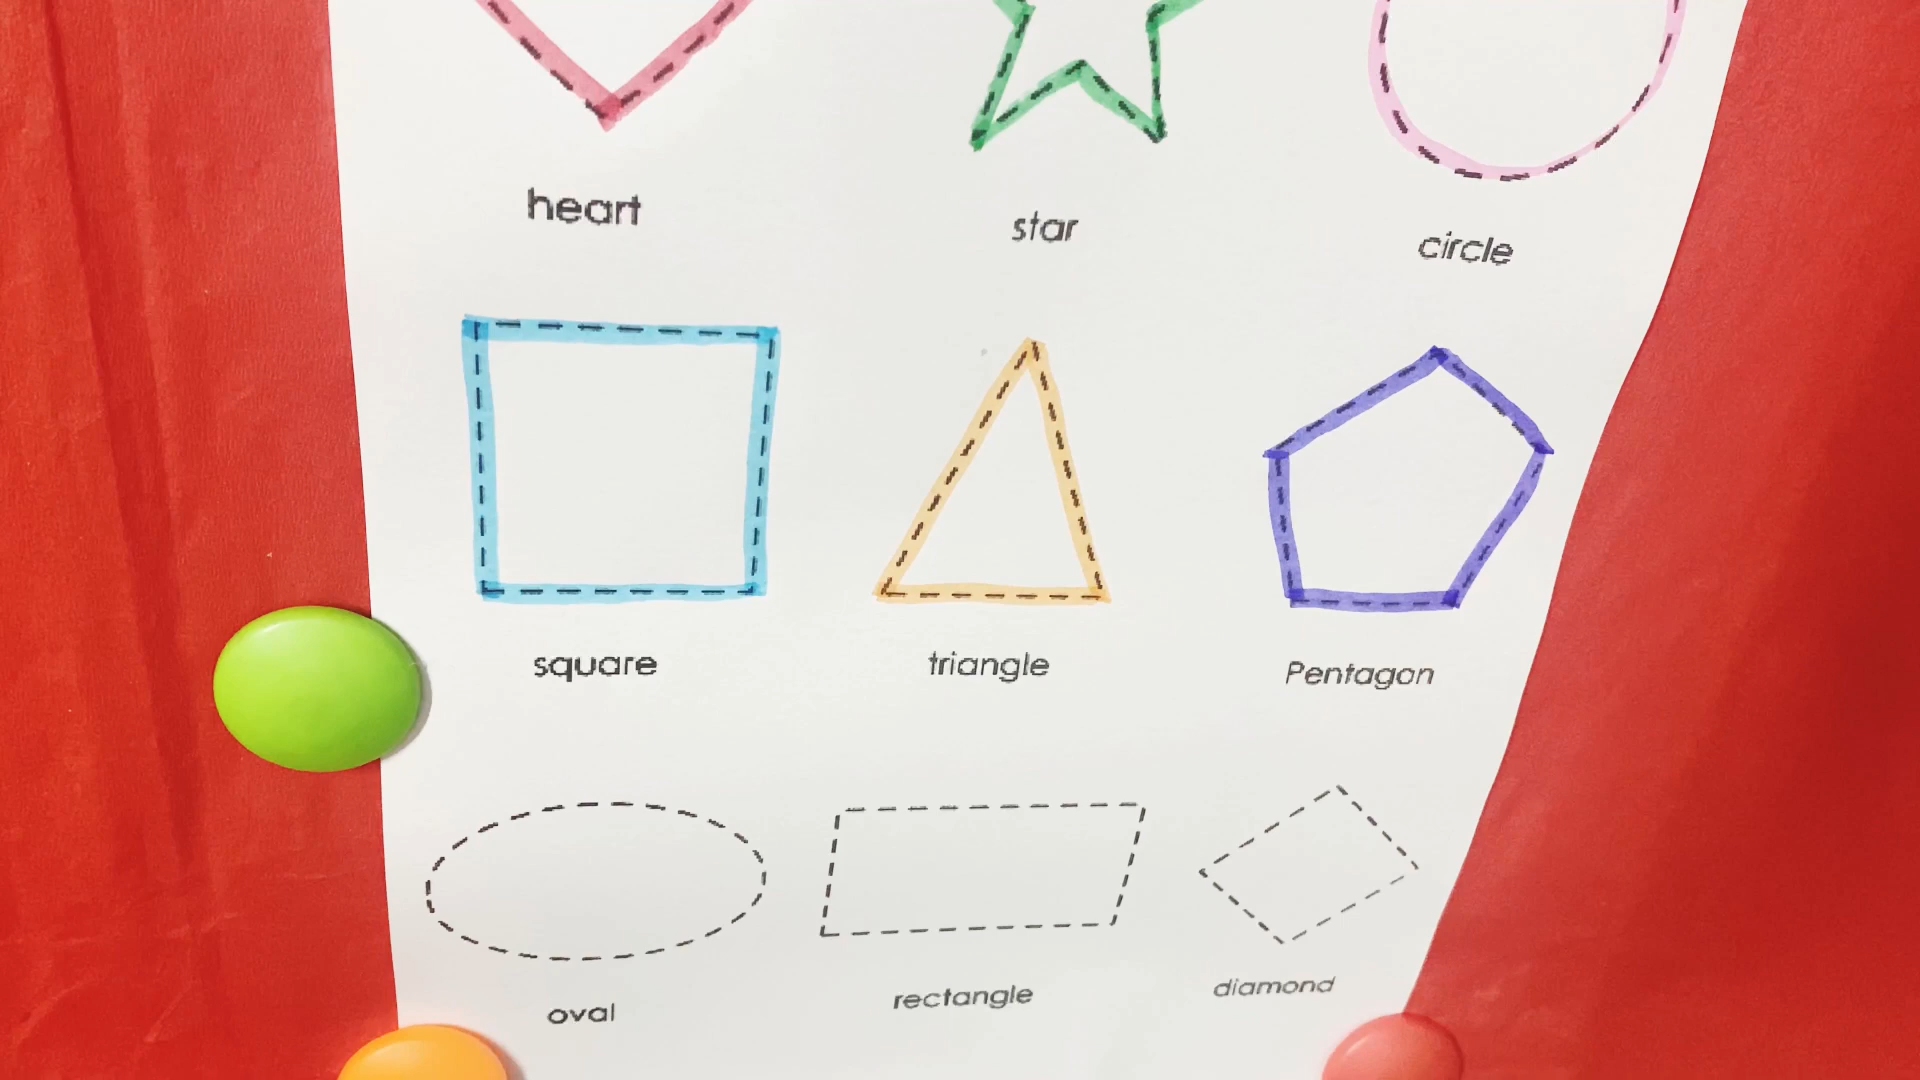 heart
star
circle
square
triangle
Pentagon
oval
rectangle
diamond